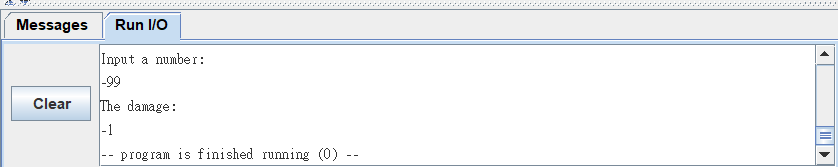 Messages Run I/O
Input a number:
-99
The damage:
Clear
-1
-- program is finished running (0) --